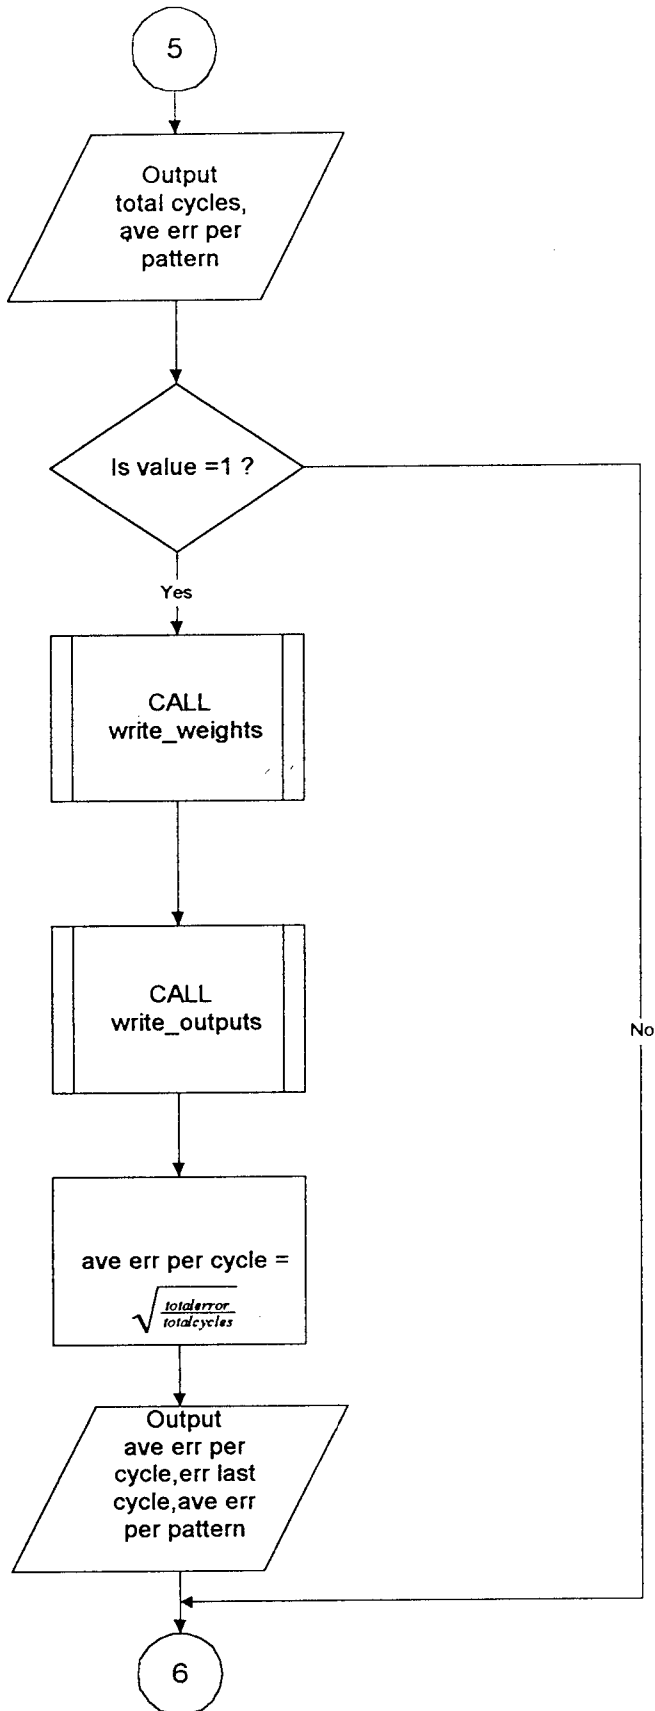 5
Output
total cycles,
ave err per
pattern
Is value =1 ?
Yes
CALL
write_weights
CALL
write_outputs
No
ave err per cycle =
√(totalerror/totalcycles)
Output
ave err per
cycle,err last
cycle,ave err
per pattern
6